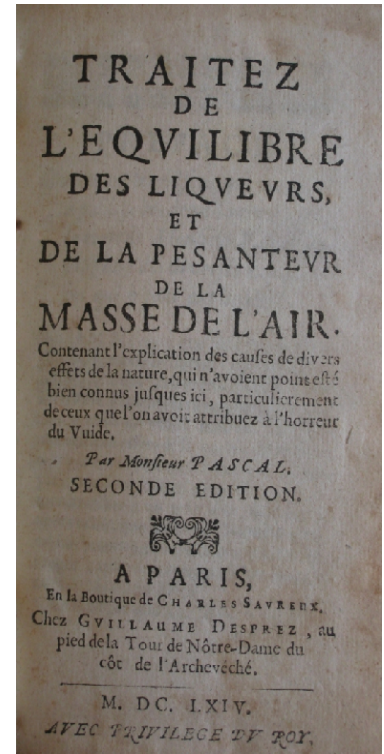 TRAITEZ
DE
L'EQVILIBRE
DES LIQVEVRS,
ET
DE LA PESANTEVR
DE LA
MASSE DE L'AIR.
Contenant l'explication des cauſes de divers
effets de la nature, qui n'avoient point eſté
bien connus juſques ici, particulierement
de ceux que l'on avoit attribuez à l'horreur
du Vuide.
Par Monſieur PASCAL.
SECONDE EDITION.
A PARIS,
En la Boutique de CHARLES SAVREUX,
Chez GVILLAUME DESPREZ, au
pied de la Tour de Nôtre-Dame du
côt de l'Archevéché.
M. DC. LXIV.
AVEC PRIVILEGE DV ROY.